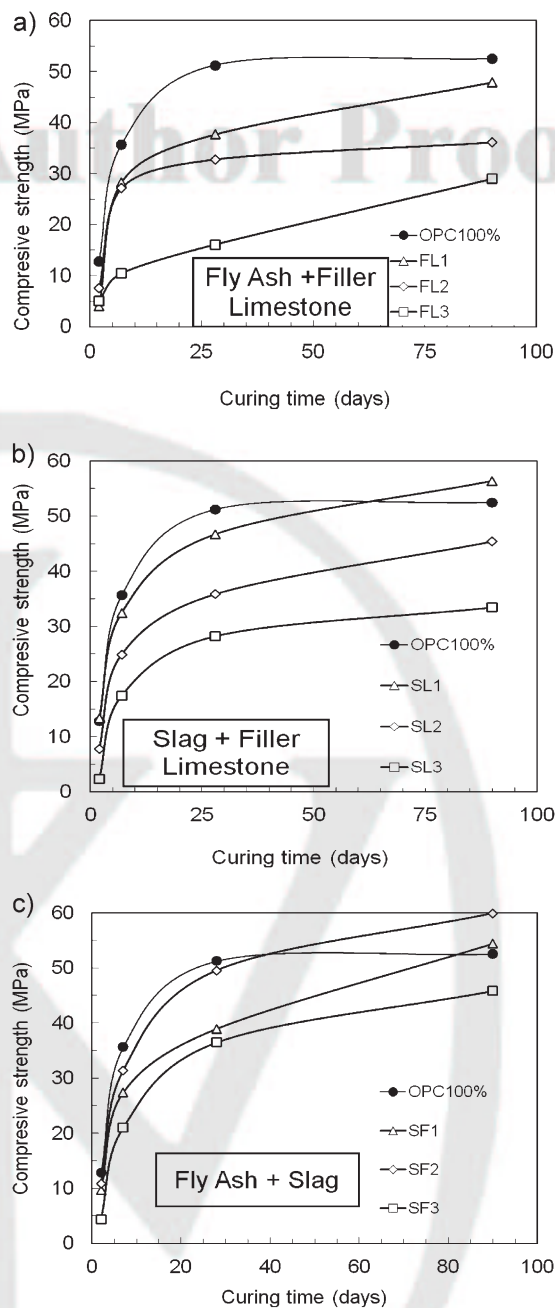 a)
60
50
40
30
20
10
0
Compresive strength (MPa)
Author Proo
OPC100%
FL1
FL2
FL3
Fly Ash +Filler
Limestone
0 25 50 75 100
Curing time (days)
b)
60
50
40
30
20
10
0
Compresive strength (MPa)
OPC100%
SL1
SL2
SL3
Slag + Filler
Limestone
0 25 50 75 100
Curing time (days)
c)
60
50
40
30
20
10
0
Compresive strength (MPa)
OPC100%
SF1
SF2
SF3
Fly Ash + Slag
0 20 40 60 80 100
Curing time (days)